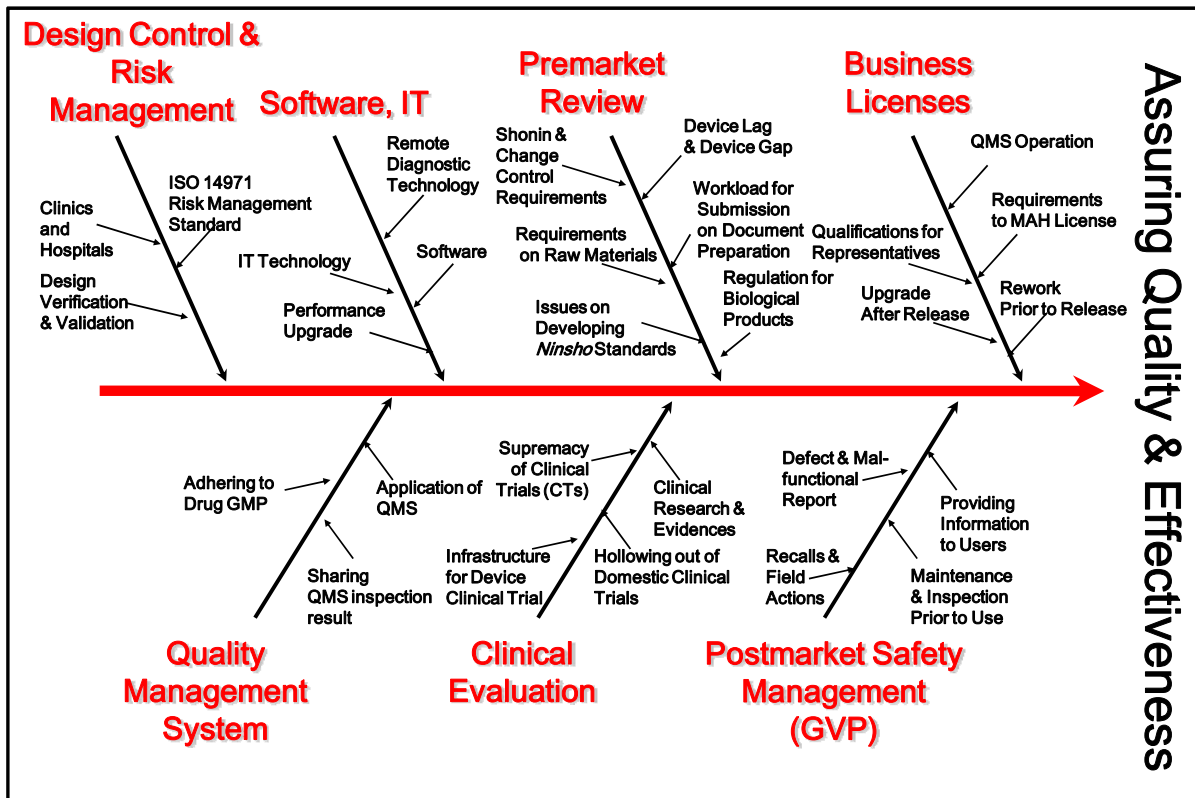 Design Control &
Risk
Management
Software, IT
Premarket
Review
Business
Licenses
Clinics
and
Hospitals
ISO 14971
Risk Management
Standard
Design
Verification
& Validation
Remote
Diagnostic
Technology
IT Technology
Software
Performance
Upgrade
Shonin &
Change
Control
Requirements
Device Lag
& Device Gap
Workload for
Submission
on Document
Preparation
Requirements
on Raw Materials
Regulation for
Biological
Products
Issues on
Developing
Ninsho Standards
QMS Operation
Requirements
to MAH License
Qualifications for
Representatives
Upgrade
After Release
Rework
Prior to Release
Adhering to
Drug GMP
Application of
QMS
Sharing
QMS inspection
result
Supremacy
of Clinical
Trials (CTs)
Clinical
Research &
Evidences
Infrastructure
for Device
Clinical Trial
Hollowing out of
Domestic Clinical
Trials
Defect & Mal-
functional
Report
Providing
Information
to Users
Recalls &
Field
Actions
Maintenance
& Inspection
Prior to Use
Quality
Management
System
Clinical
Evaluation
Postmarket Safety
Management
(GVP)
Assuring Quality & Effectiveness